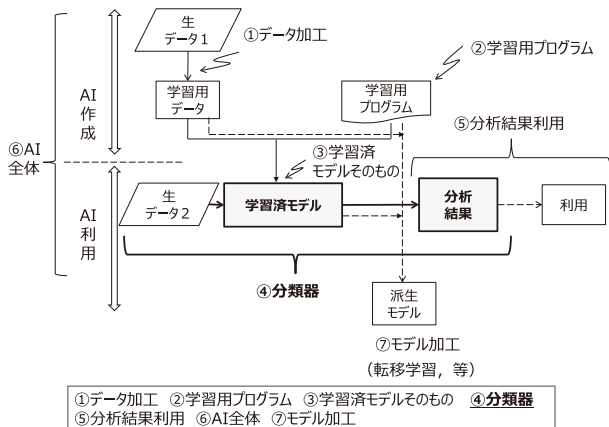 生
データ1
①データ加工
②学習用プログラム
AI
作
成
学習用
データ
学習用
プログラム
⑤分析結果利用
⑥AI
全体
③学習済
モデルそのもの
AI
利
用
生
データ2
学習済モデル
分析
結果
利用
④分類器
派生
モデル
⑦モデル加工
(転移学習, 等)
①データ加工 ②学習用プログラム ③学習済モデルそのもの ④分類器
⑤分析結果利用 ⑥AI全体 ⑦モデル加工